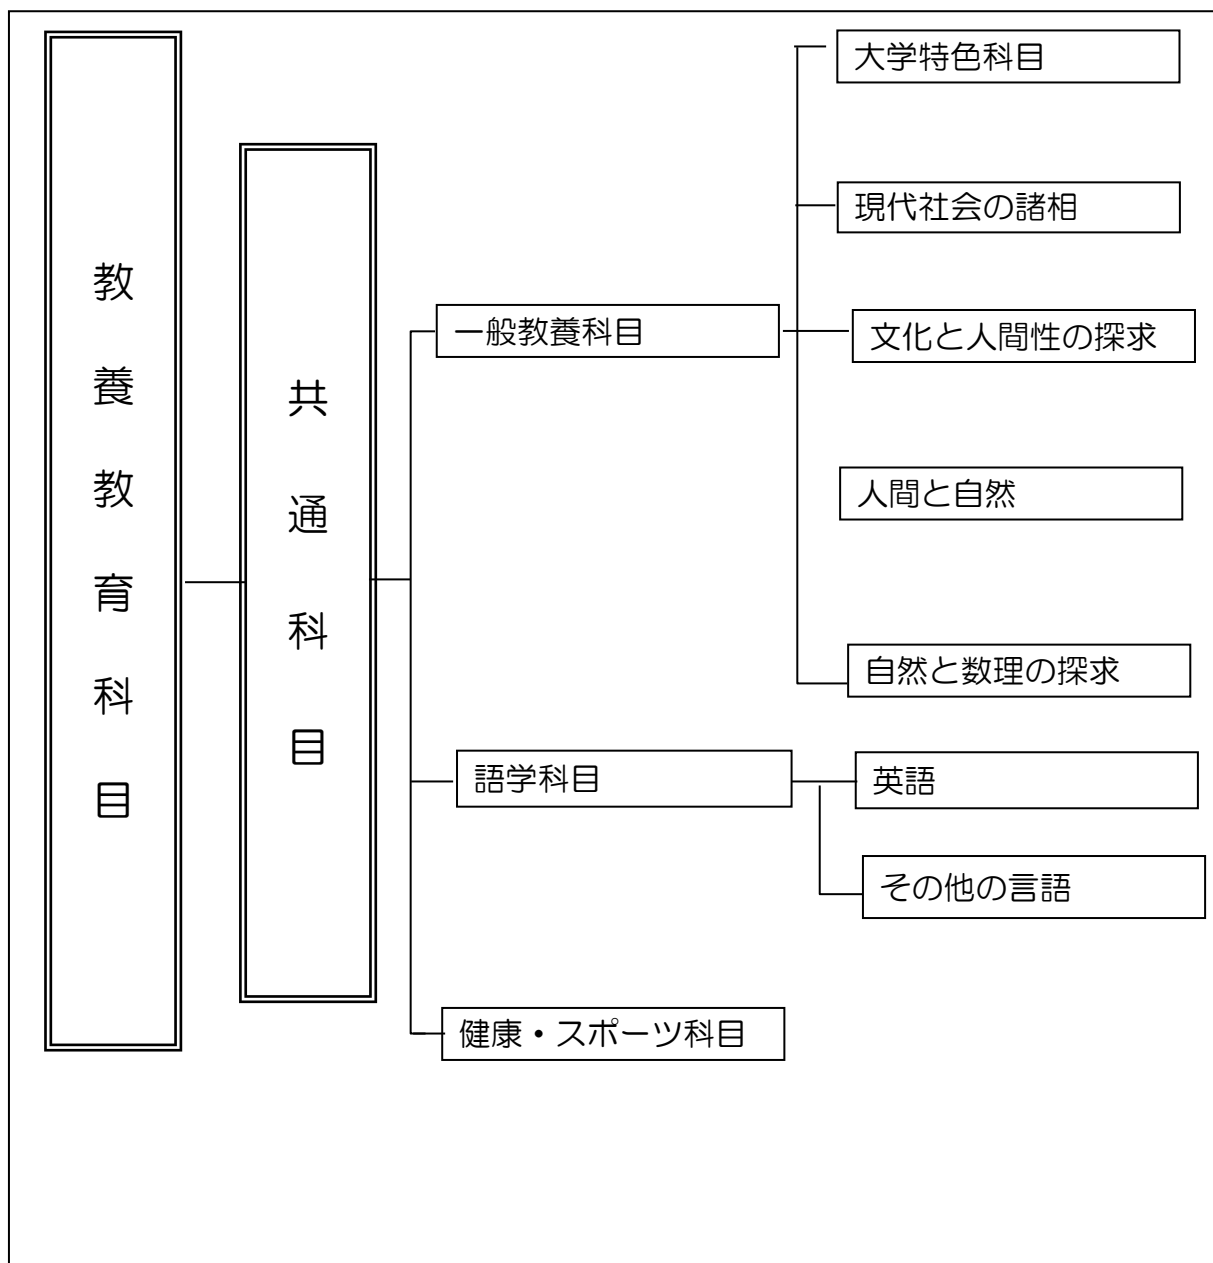 教養教育科目
共通科目
一般教養科目
大学特色科目
現代社会の諸相
文化と人間性の探求
人間と自然
自然と数理の探求
語学科目
英語
その他の言語
健康・スポーツ科目